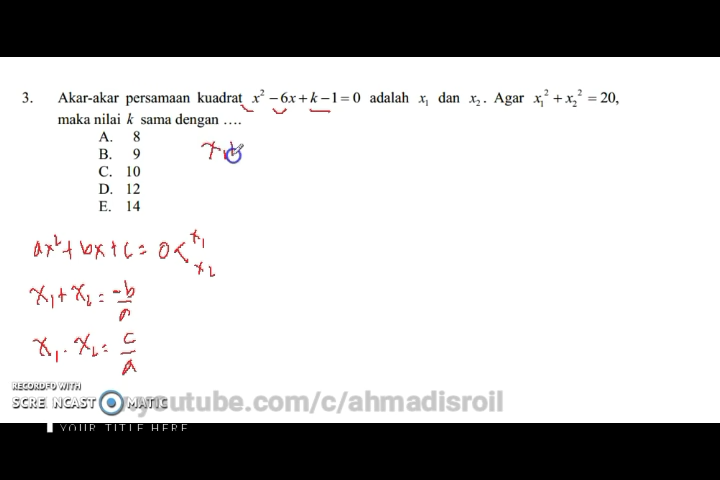 3. Akar-akar persamaan kuadrat x² − 6x + k − 1 = 0 adalah x₁ dan x₂. Agar x₁² + x₂² = 20,
maka nilai k sama dengan ….
A. 8
B. 9
C. 10
D. 12
E. 14
ax² + bx + c = 0 < x₁
x₂
x₁ + x₂ = -b/a
x₁ . x₂ = c/a
RECORDED WITH
SCREENCAST MATIC
youtube.com/c/ahmadisroil
YOUR TITLE HERE